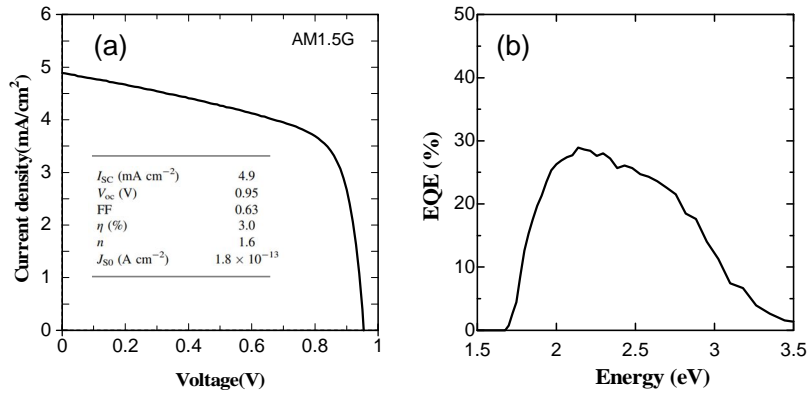 (a)
AM1.5G
Current density(mA/cm²)
6
5
4
3
2
1
0
I_SC (mA cm⁻²) 4.9
V_oc (V) 0.95
FF 0.63
η (%) 3.0
n 1.6
J_S0 (A cm⁻²) 1.8 × 10⁻¹³
0 0.2 0.4 0.6 0.8 1
Voltage(V)
(b)
EQE (%)
50
40
30
20
10
0
1.5 2 2.5 3 3.5
Energy (eV)